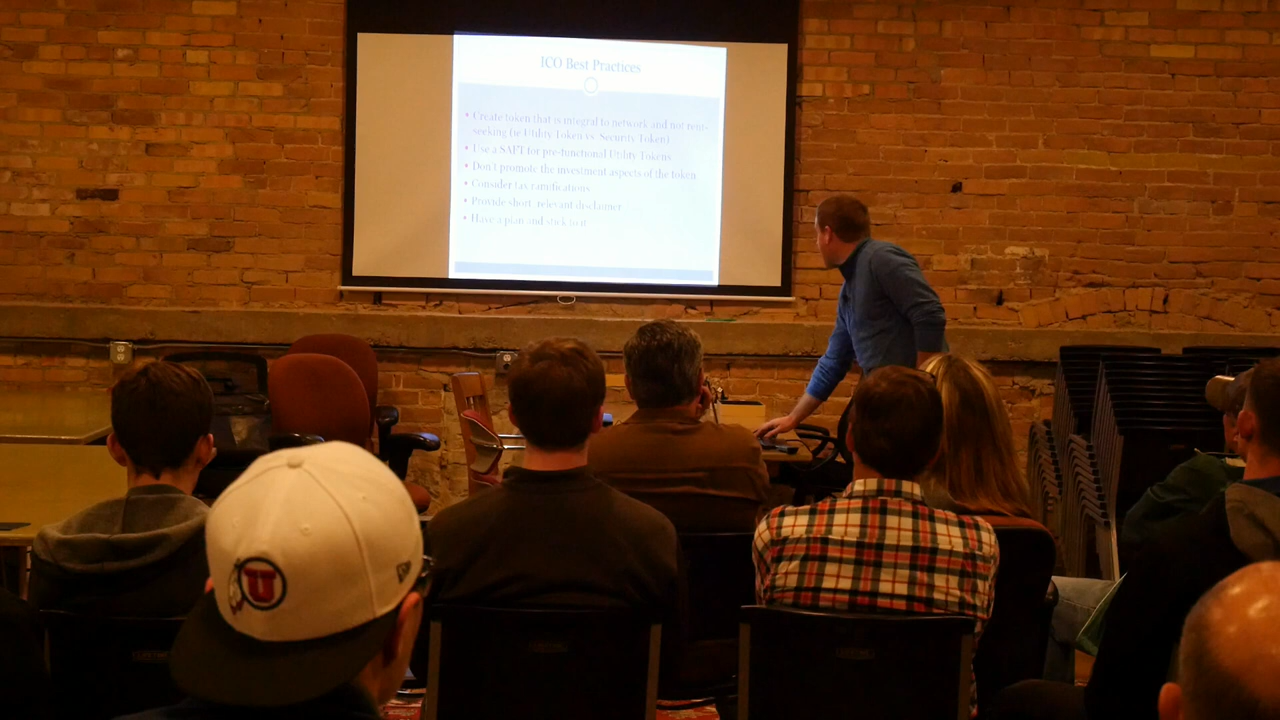 ICO Best Practices
• Create token that is integral to network and not rent-
seeking (ie Utility Token vs. Security Token)
• Use a SAFT for pre-functional Utility Tokens
• Don't promote the investment aspects of the token
• Consider tax ramifications
• Provide short, relevant disclaimer
• Have a plan and stick to it
U